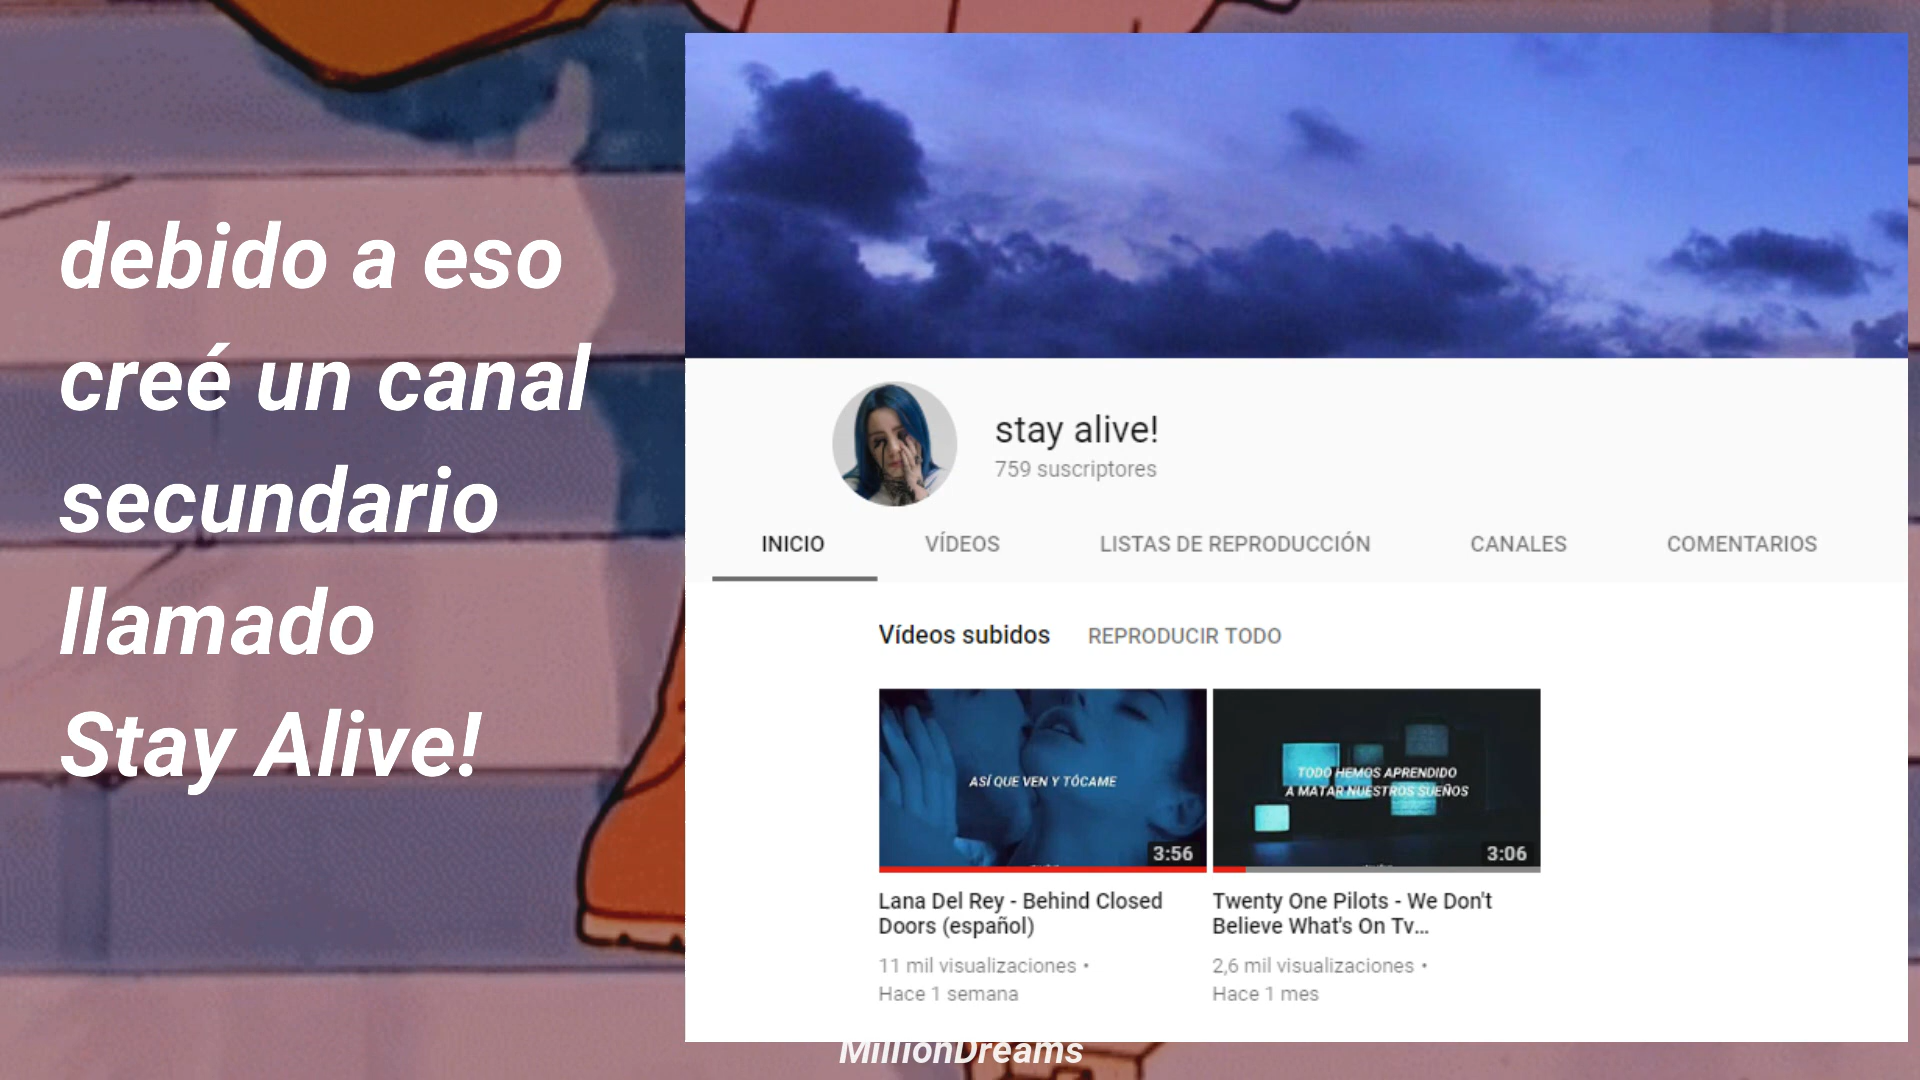 debido a eso
creé un canal
secundario
llamado
Stay Alive!
stay alive!
759 suscriptores
INICIO
VÍDEOS
LISTAS DE REPRODUCCIÓN
CANALES
COMENTARIOS
Vídeos subidos
REPRODUCIR TODO
ASÍ QUE VEN Y TÓCAME
3:56
TODO HEMOS APRENDIDO
A MATAR NUESTROS SUEÑOS
3:06
Lana Del Rey - Behind Closed
Doors (español)
11 mil visualizaciones •
Hace 1 semana
Twenty One Pilots - We Don't
Believe What's On Tv...
2,6 mil visualizaciones •
Hace 1 mes
MillionDreams